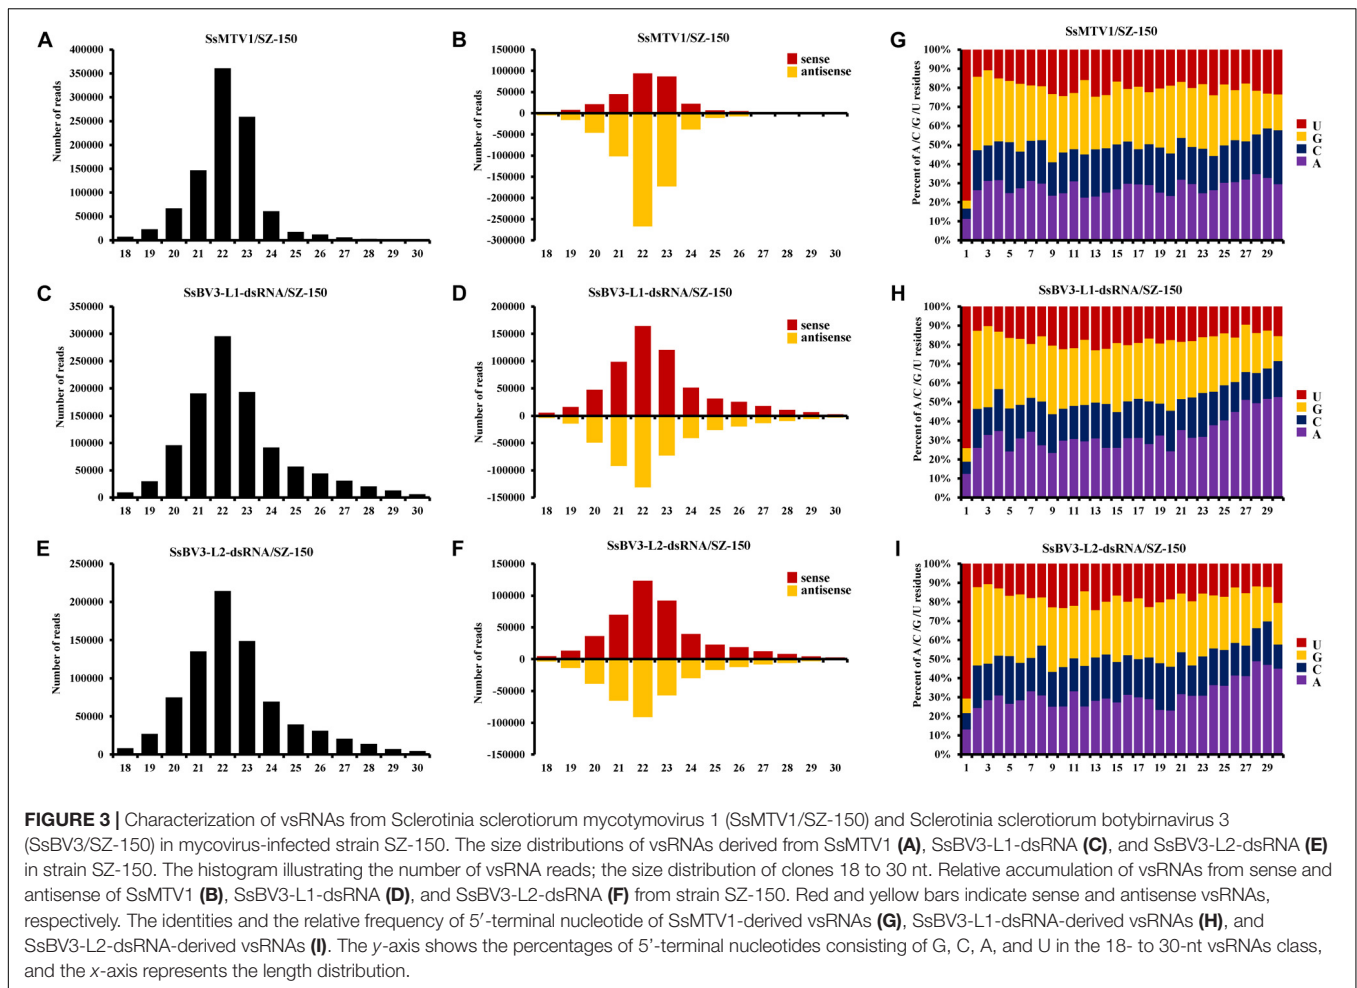 A
SsMTV1/SZ-150
Number of reads
400000
350000
300000
250000
200000
150000
100000
50000
0
18 19 20 21 22 23 24 25 26 27 28 29 30
B
SsMTV1/SZ-150
sense
antisense
Number of reads
150000
100000
50000
0
-50000
-100000
-150000
-200000
-250000
-300000
18 19 20 21 22 23 24 25 26 27 28 29 30
G
SsMTV1/SZ-150
Percent of A /C /G /U residues
100%
90%
80%
70%
60%
50%
40%
30%
20%
10%
0%
1 3 5 7 9 11 13 15 17 19 21 23 25 27 29
U
G
C
A
C
SsBV3-L1-dsRNA/SZ-150
Number of reads
350000
300000
250000
200000
150000
100000
50000
0
18 19 20 21 22 23 24 25 26 27 28 29 30
D
SsBV3-L1-dsRNA/SZ-150
sense
antisense
Number of reads
200000
150000
100000
50000
0
-50000
-100000
-150000
18 19 20 21 22 23 24 25 26 27 28 29 30
H
SsBV3-L1-dsRNA/SZ-150
Percent of A /C /G /U residues
100%
90%
80%
70%
60%
50%
40%
30%
20%
10%
0%
1 3 5 7 9 11 13 15 17 19 21 23 25 27 29
U
G
C
A
E
SsBV3-L2-dsRNA/SZ-150
Number of reads
250000
200000
150000
100000
50000
0
18 19 20 21 22 23 24 25 26 27 28 29 30
F
SsBV3-L2-dsRNA/SZ-150
sense
antisense
Number of reads
150000
100000
50000
0
-50000
-100000
-150000
18 19 20 21 22 23 24 25 26 27 28 29 30
I
SsBV3-L2-dsRNA/SZ-150
Percent of A /C /G /U residues
100%
90%
80%
70%
60%
50%
40%
30%
20%
10%
0%
1 3 5 7 9 11 13 15 17 19 21 23 25 27 29
U
G
C
A
FIGURE 3 | Characterization of vsRNAs from Sclerotinia sclerotiorum mycotymovirus 1 (SsMTV1/SZ-150) and Sclerotinia sclerotiorum botybirnavirus 3
(SsBV3/SZ-150) in mycovirus-infected strain SZ-150. The size distributions of vsRNAs derived from SsMTV1 (A), SsBV3-L1-dsRNA (C), and SsBV3-L2-dsRNA (E)
in strain SZ-150. The histogram illustrating the number of vsRNA reads; the size distribution of clones 18 to 30 nt. Relative accumulation of vsRNAs from sense and
antisense of SsMTV1 (B), SsBV3-L1-dsRNA (D), and SsBV3-L2-dsRNA (F) from strain SZ-150. Red and yellow bars indicate sense and antisense vsRNAs,
respectively. The identities and the relative frequency of 5′-terminal nucleotide of SsMTV1-derived vsRNAs (G), SsBV3-L1-dsRNA-derived vsRNAs (H), and
SsBV3-L2-dsRNA-derived vsRNAs (I). The y-axis shows the percentages of 5'-terminal nucleotides consisting of G, C, A, and U in the 18- to 30-nt vsRNAs class,
and the x-axis represents the length distribution.